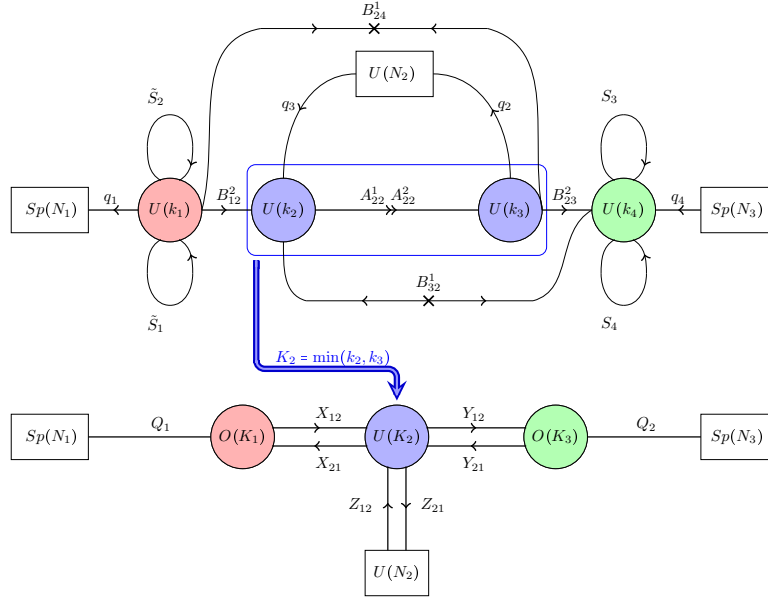 B^1_{24}
U(N_2)
S̃_2
S_3
q_3
q_2
Sp(N_1)
q_1
U(k_1)
B^2_{12}
U(k_2)
A^1_{22}
A^2_{22}
U(k_3)
B^2_{23}
U(k_4)
q_4
Sp(N_3)
B^1_{32}
S̃_1
S_4
K_2 = min(k_2, k_3)
Sp(N_1)
Q_1
O(K_1)
X_{12}
X_{21}
U(K_2)
Y_{12}
Y_{21}
O(K_3)
Q_2
Sp(N_3)
Z_{12}
Z_{21}
U(N_2)